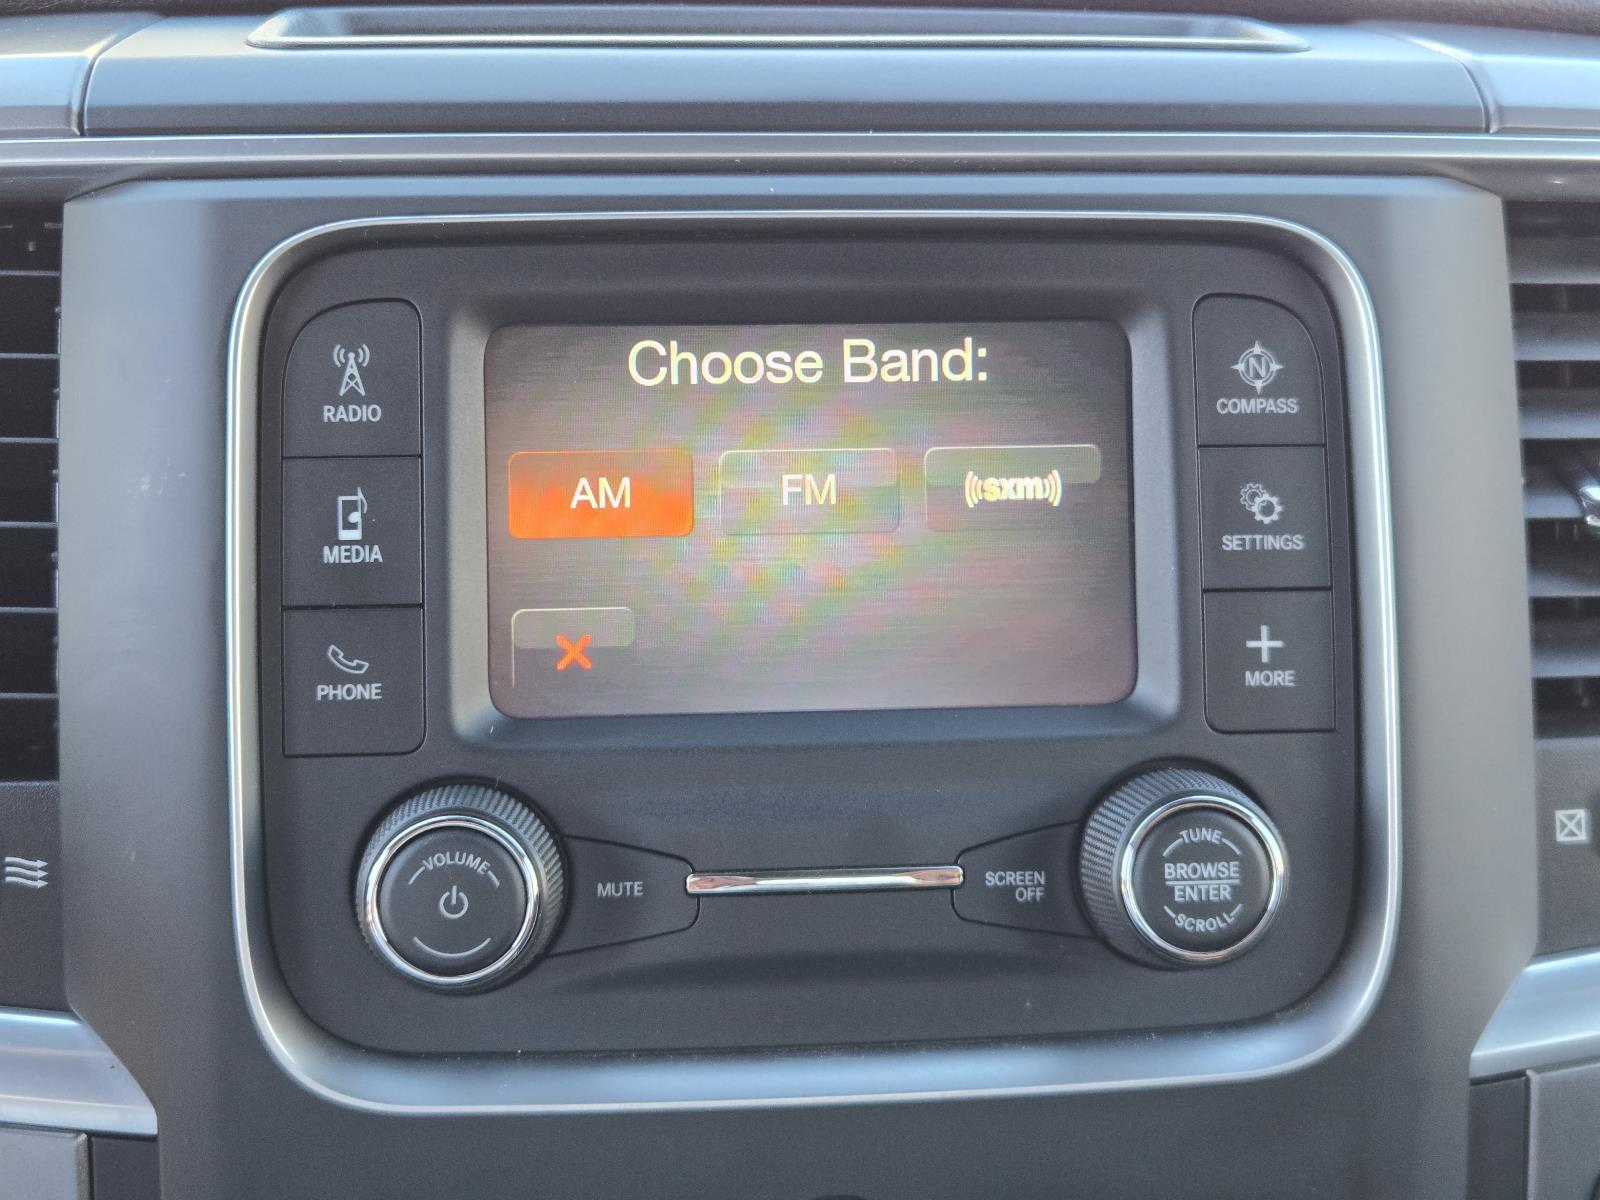 RADIO
MEDIA
PHONE
Choose Band:
AM
FM
((sxm))
N
COMPASS
SETTINGS
MORE
VOLUME
MUTE
SCREEN
OFF
TUNE
BROWSE
ENTER
SCROLL